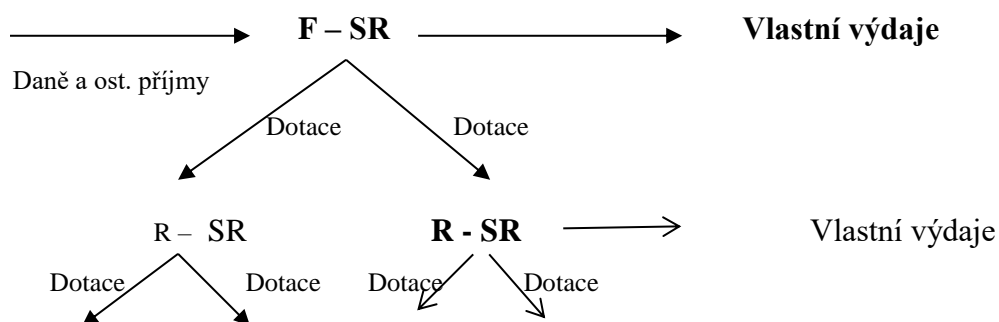 F – SR Vlastní výdaje
Daně a ost. příjmy
Dotace Dotace
R – SR R - SR Vlastní výdaje
Dotace Dotace Dotace Dotace